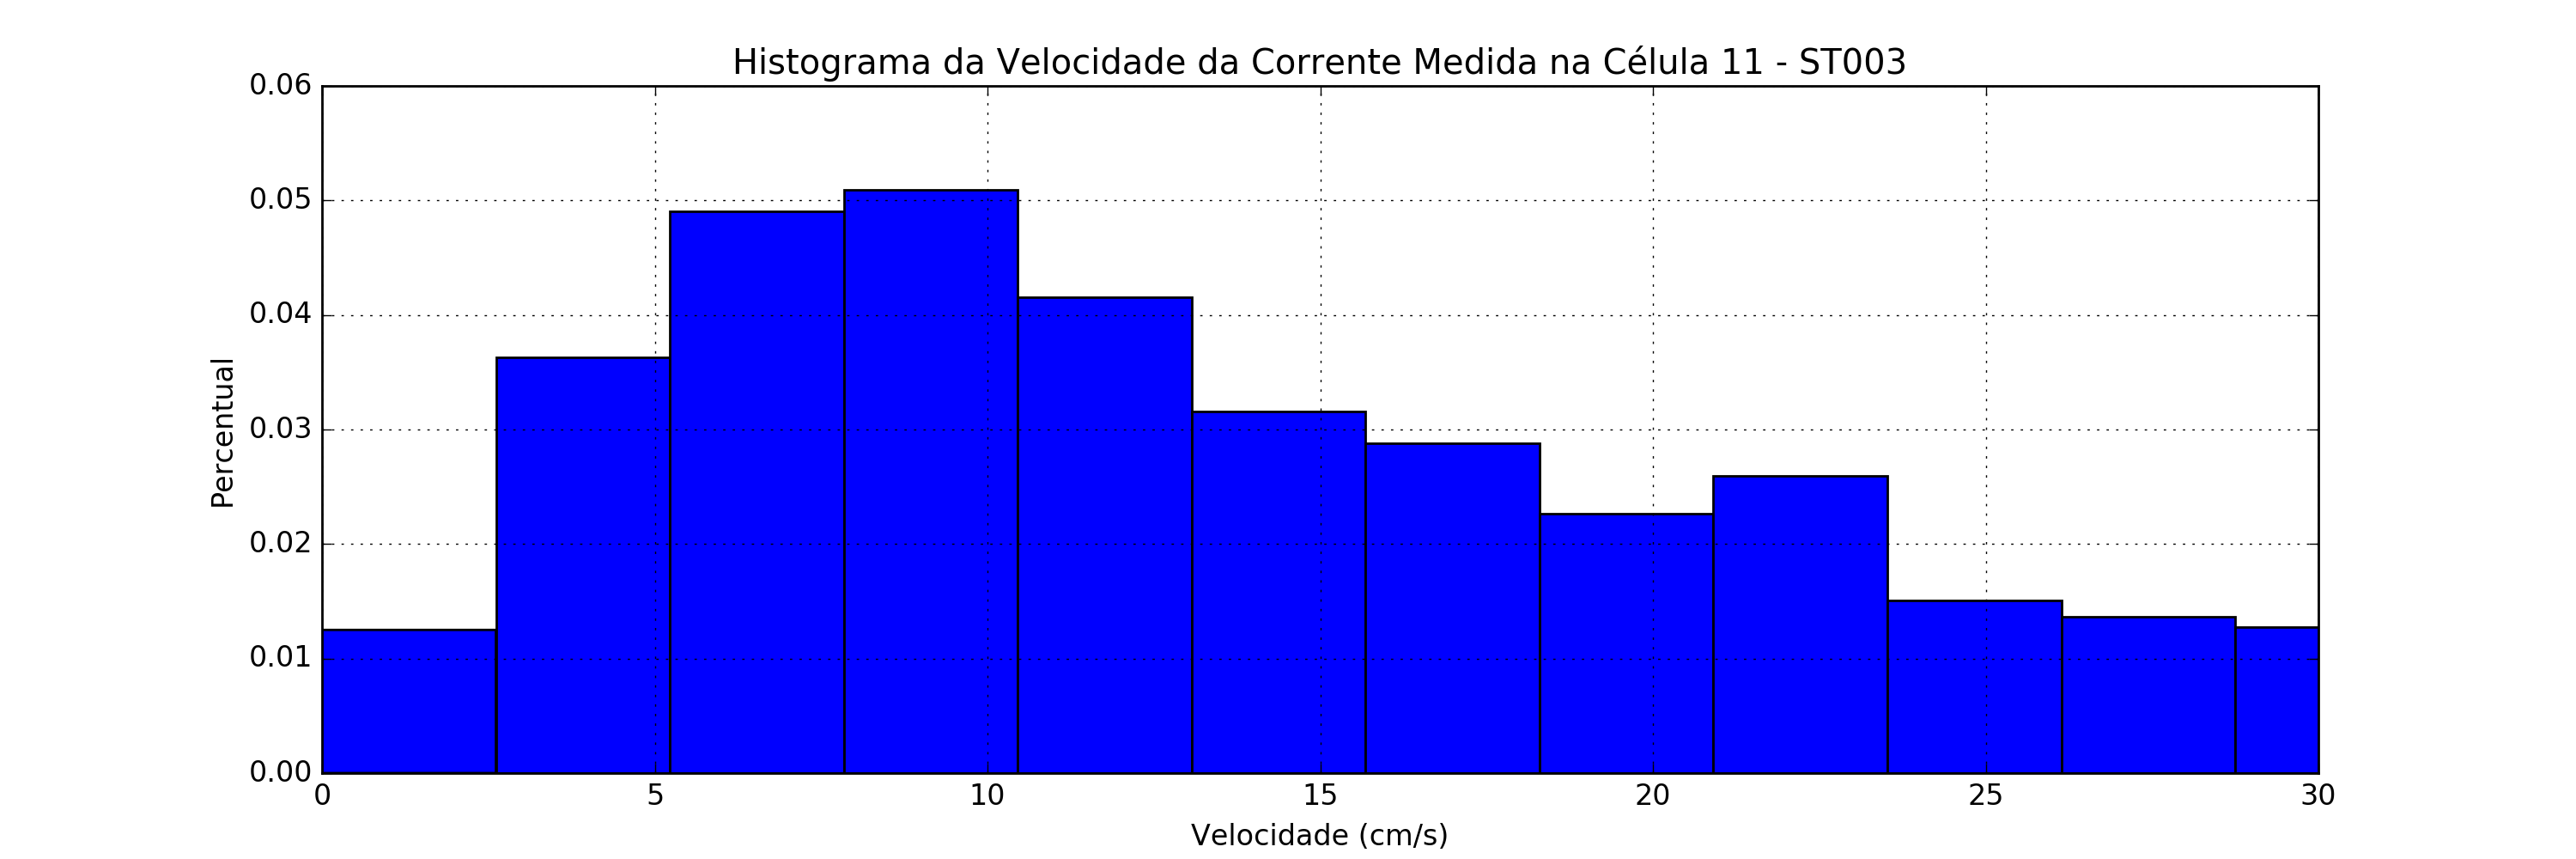 Histograma da Velocidade da Corrente Medida na Célula 11 - ST003
0.06
0.05
0.04
0.03
0.02
0.01
0.00
Percentual
0 5 10 15 20 25 30
Velocidade (cm/s)